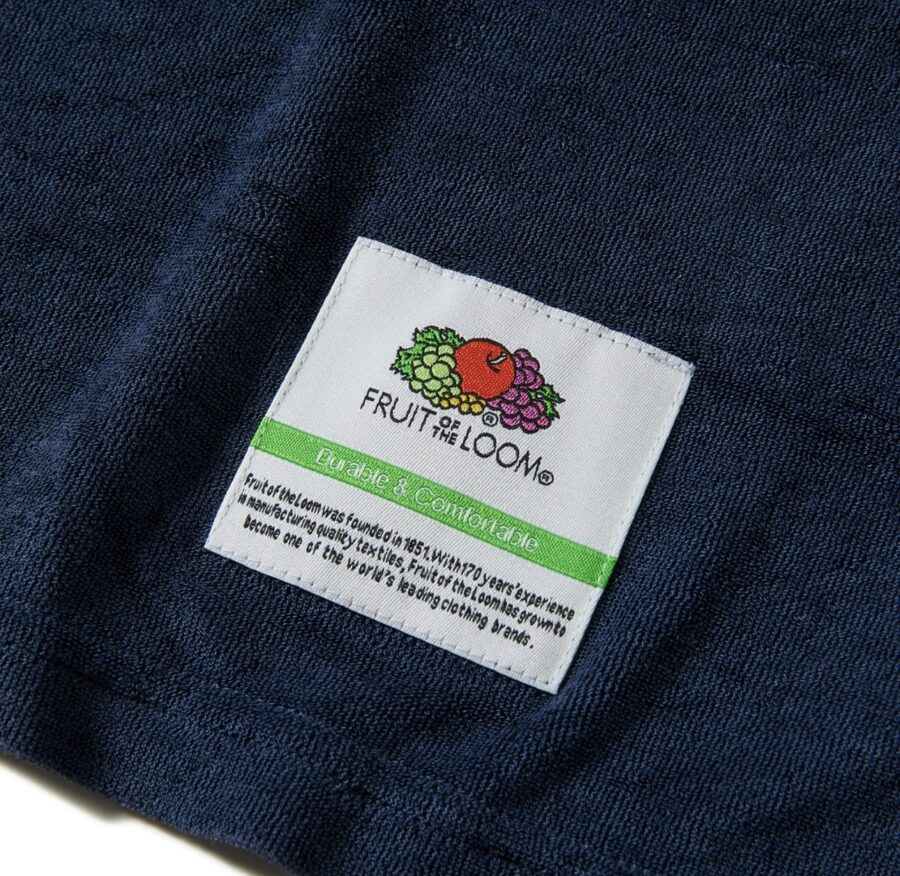 FRUIT OF THE LOOM®
®
Durable & Comfortable
Fruit of the Loom was founded in 1851. With 170 years' experience
in manufacturing quality textiles, Fruit of the Loom has grown to
become one of the world's leading clothing brands.